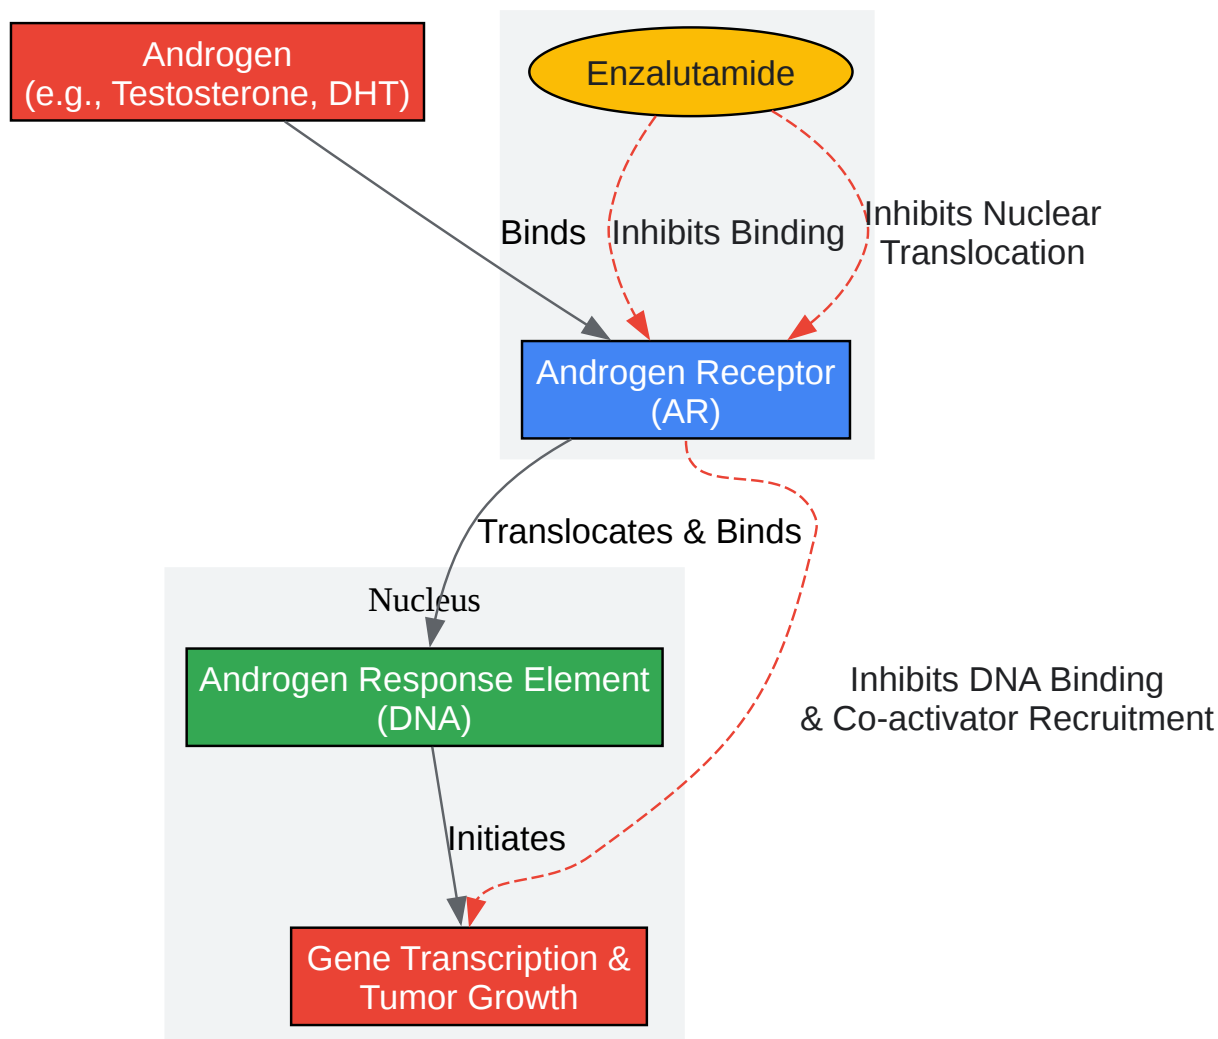 Androgen
(e.g., Testosterone, DHT)
Enzalutamide
Binds
Inhibits Binding
Inhibits Nuclear
Translocation
Androgen Receptor
(AR)
Translocates & Binds
Nucleus
Androgen Response Element
(DNA)
Inhibits DNA Binding
& Co-activator Recruitment
Initiates
Gene Transcription &
Tumor Growth